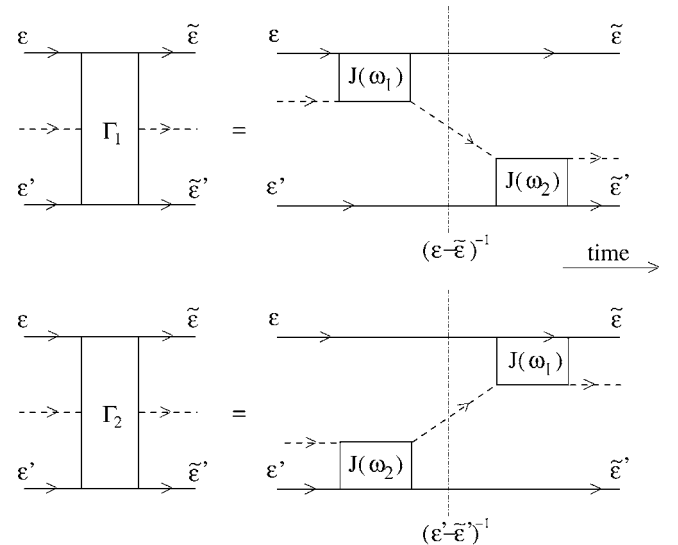 ε ε̃ ε ε̃
J(ω₁)
Γ₁ =
J(ω₂)
ε' ε̃' ε' ε̃'
(ε-ε̃)⁻¹
time
ε ε̃ ε ε̃
J(ω₁)
Γ₂ =
J(ω₂)
ε' ε̃' ε' ε̃'
(ε'-ε̃')⁻¹